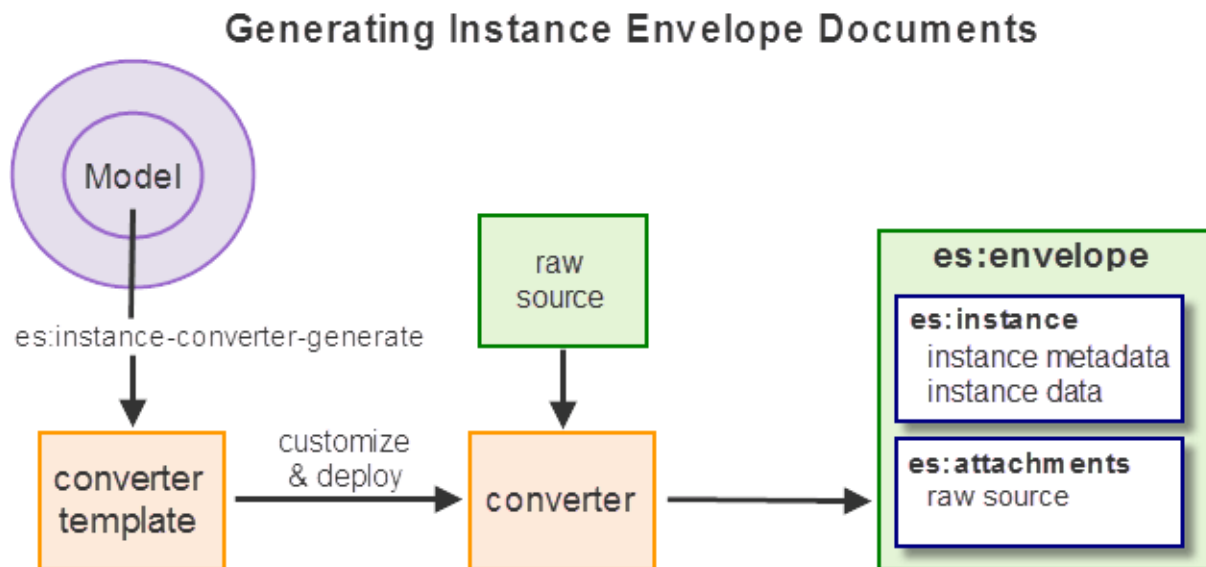 Generating Instance Envelope Documents
Model
es:instance-converter-generate
converter
template
customize
& deploy
raw
source
converter
es:envelope
es:instance
instance metadata
instance data
es:attachments
raw source